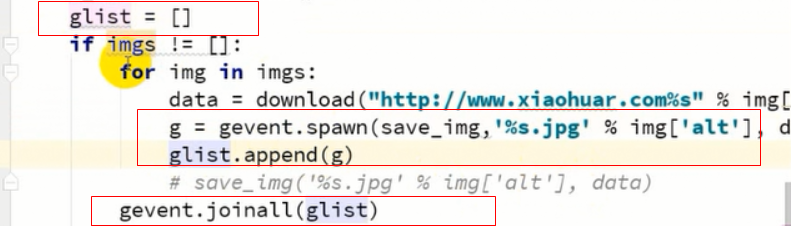 glist = []
if imgs != []:
for img in imgs:
data = download("http://www.xiaohuar.com%s" % img[
g = gevent.spawn(save_img,'%s.jpg' % img['alt'], d
glist.append(g)
# save_img('%s.jpg' % img['alt'], data)
gevent.joinall(glist)